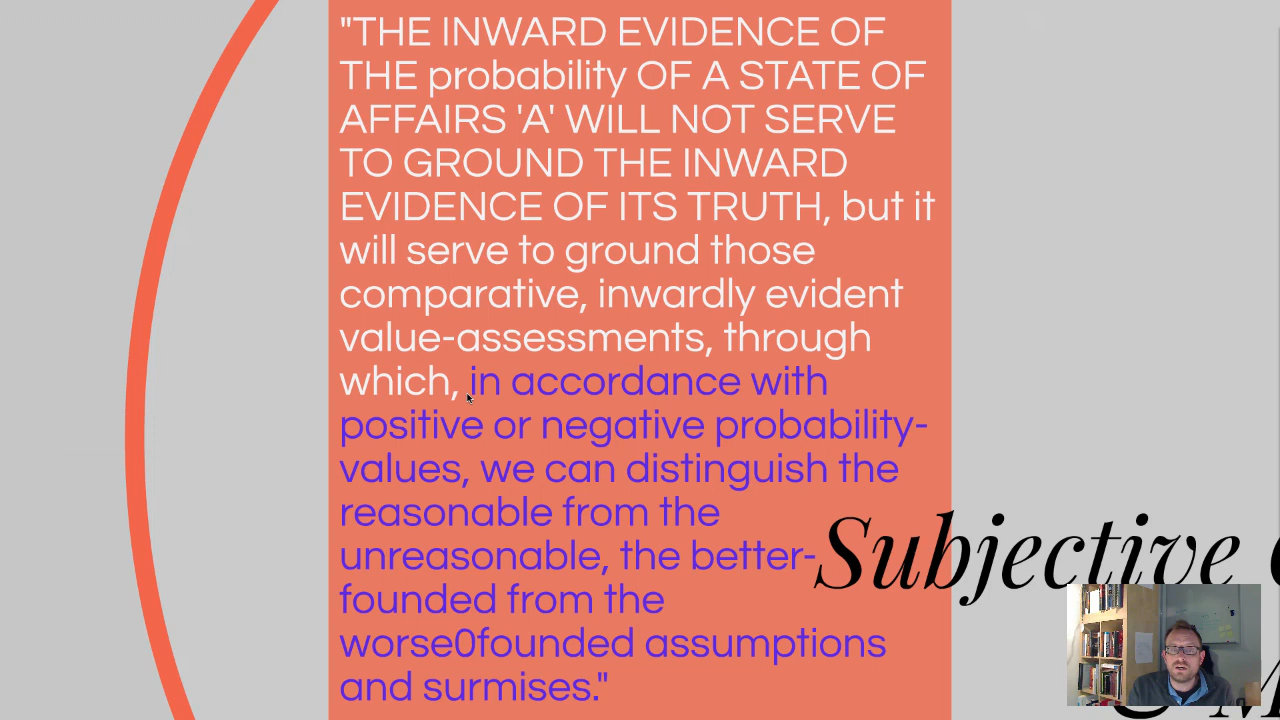 "THE INWARD EVIDENCE OF
THE probability OF A STATE OF
AFFAIRS 'A' WILL NOT SERVE
TO GROUND THE INWARD
EVIDENCE OF ITS TRUTH, but it
will serve to ground those
comparative, inwardly evident
value-assessments, through
which, in accordance with
positive or negative probability-
values, we can distinguish the
reasonable from the
unreasonable, the better-
founded from the
worse0founded assumptions
and surmises."
Subjective